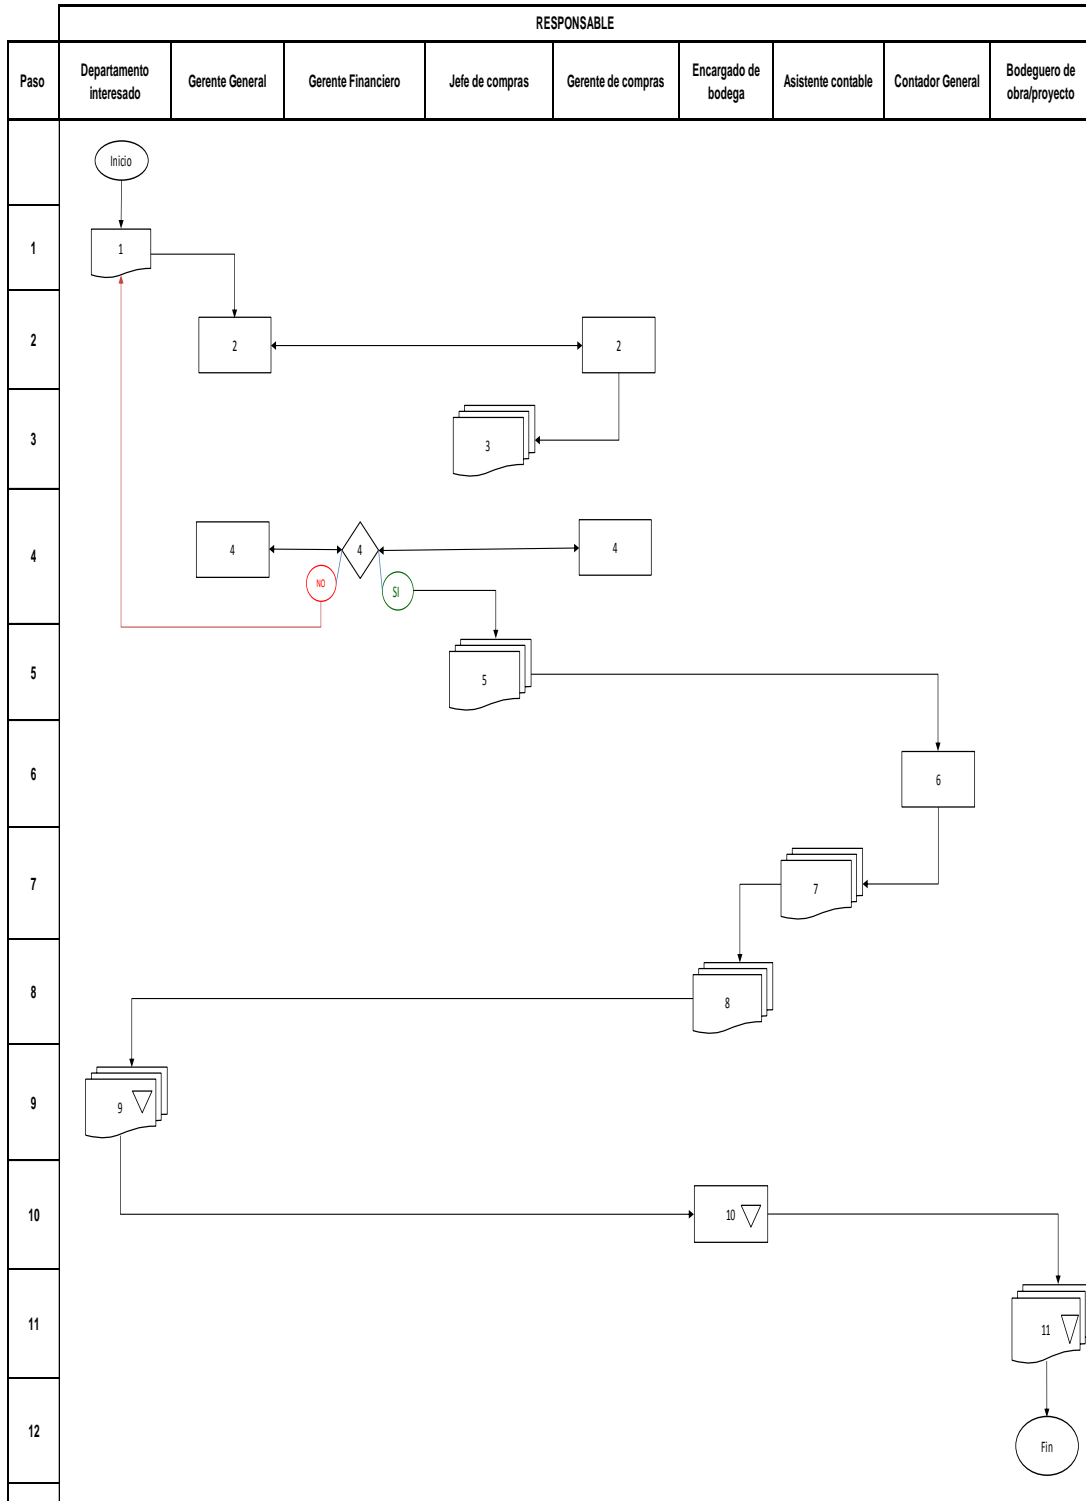 RESPONSABLE
Paso
Departamento
interesado
Gerente General
Gerente Financiero
Jefe de compras
Gerente de compras
Encargado de
bodega
Asistente contable
Contador General
Bodeguero de
obra/proyecto
Inicio
1
1
2
2
2
3
3
4
4
4
4
NO
SI
5
5
6
6
7
7
8
8
9
9
10
10
11
11
12
Fin